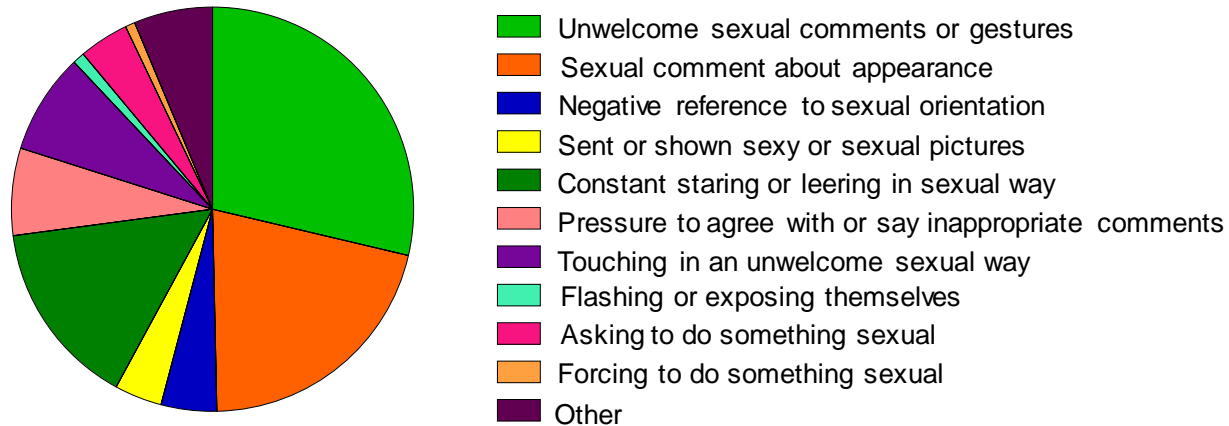 Unwelcome sexual comments or gestures
Sexual comment about appearance
Negative reference to sexual orientation
Sent or shown sexy or sexual pictures
Constant staring or leering in sexual way
Pressure to agree with or say inappropriate comments
Touching in an unwelcome sexual way
Flashing or exposing themselves
Asking to do something sexual
Forcing to do something sexual
Other